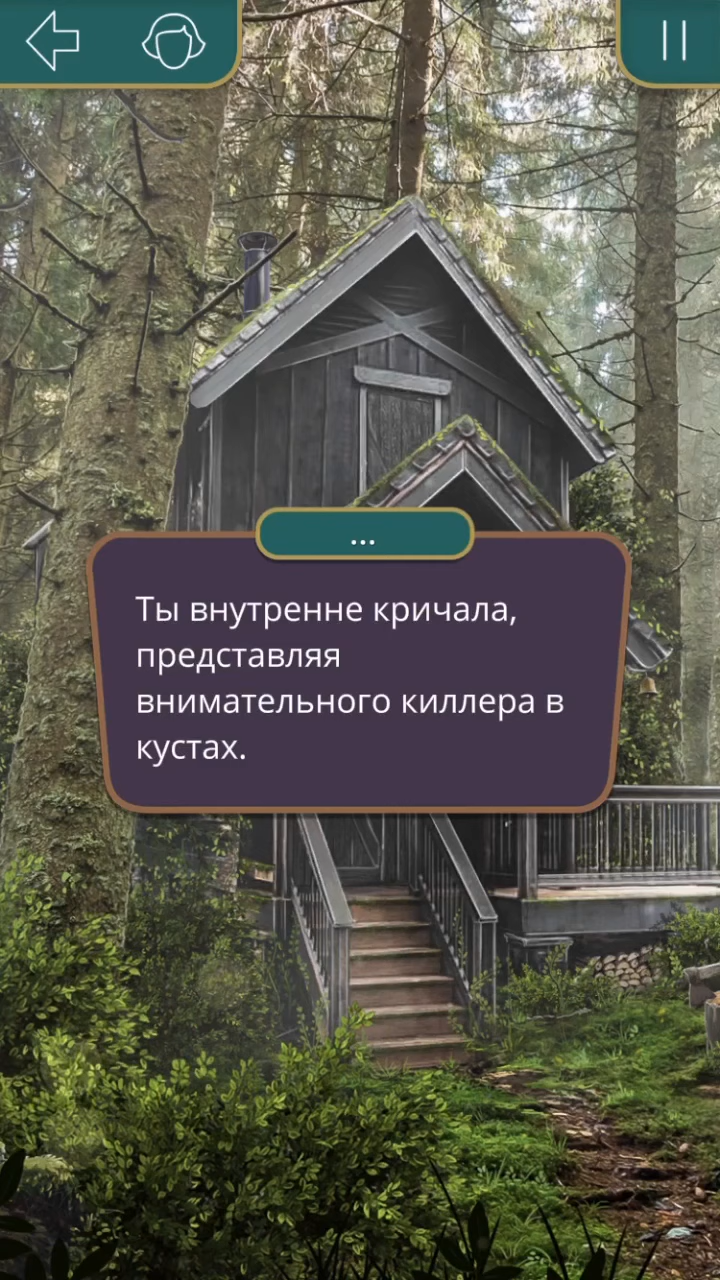 ...
Ты внутренне кричала,
представляя
внимательного киллера в
кустах.